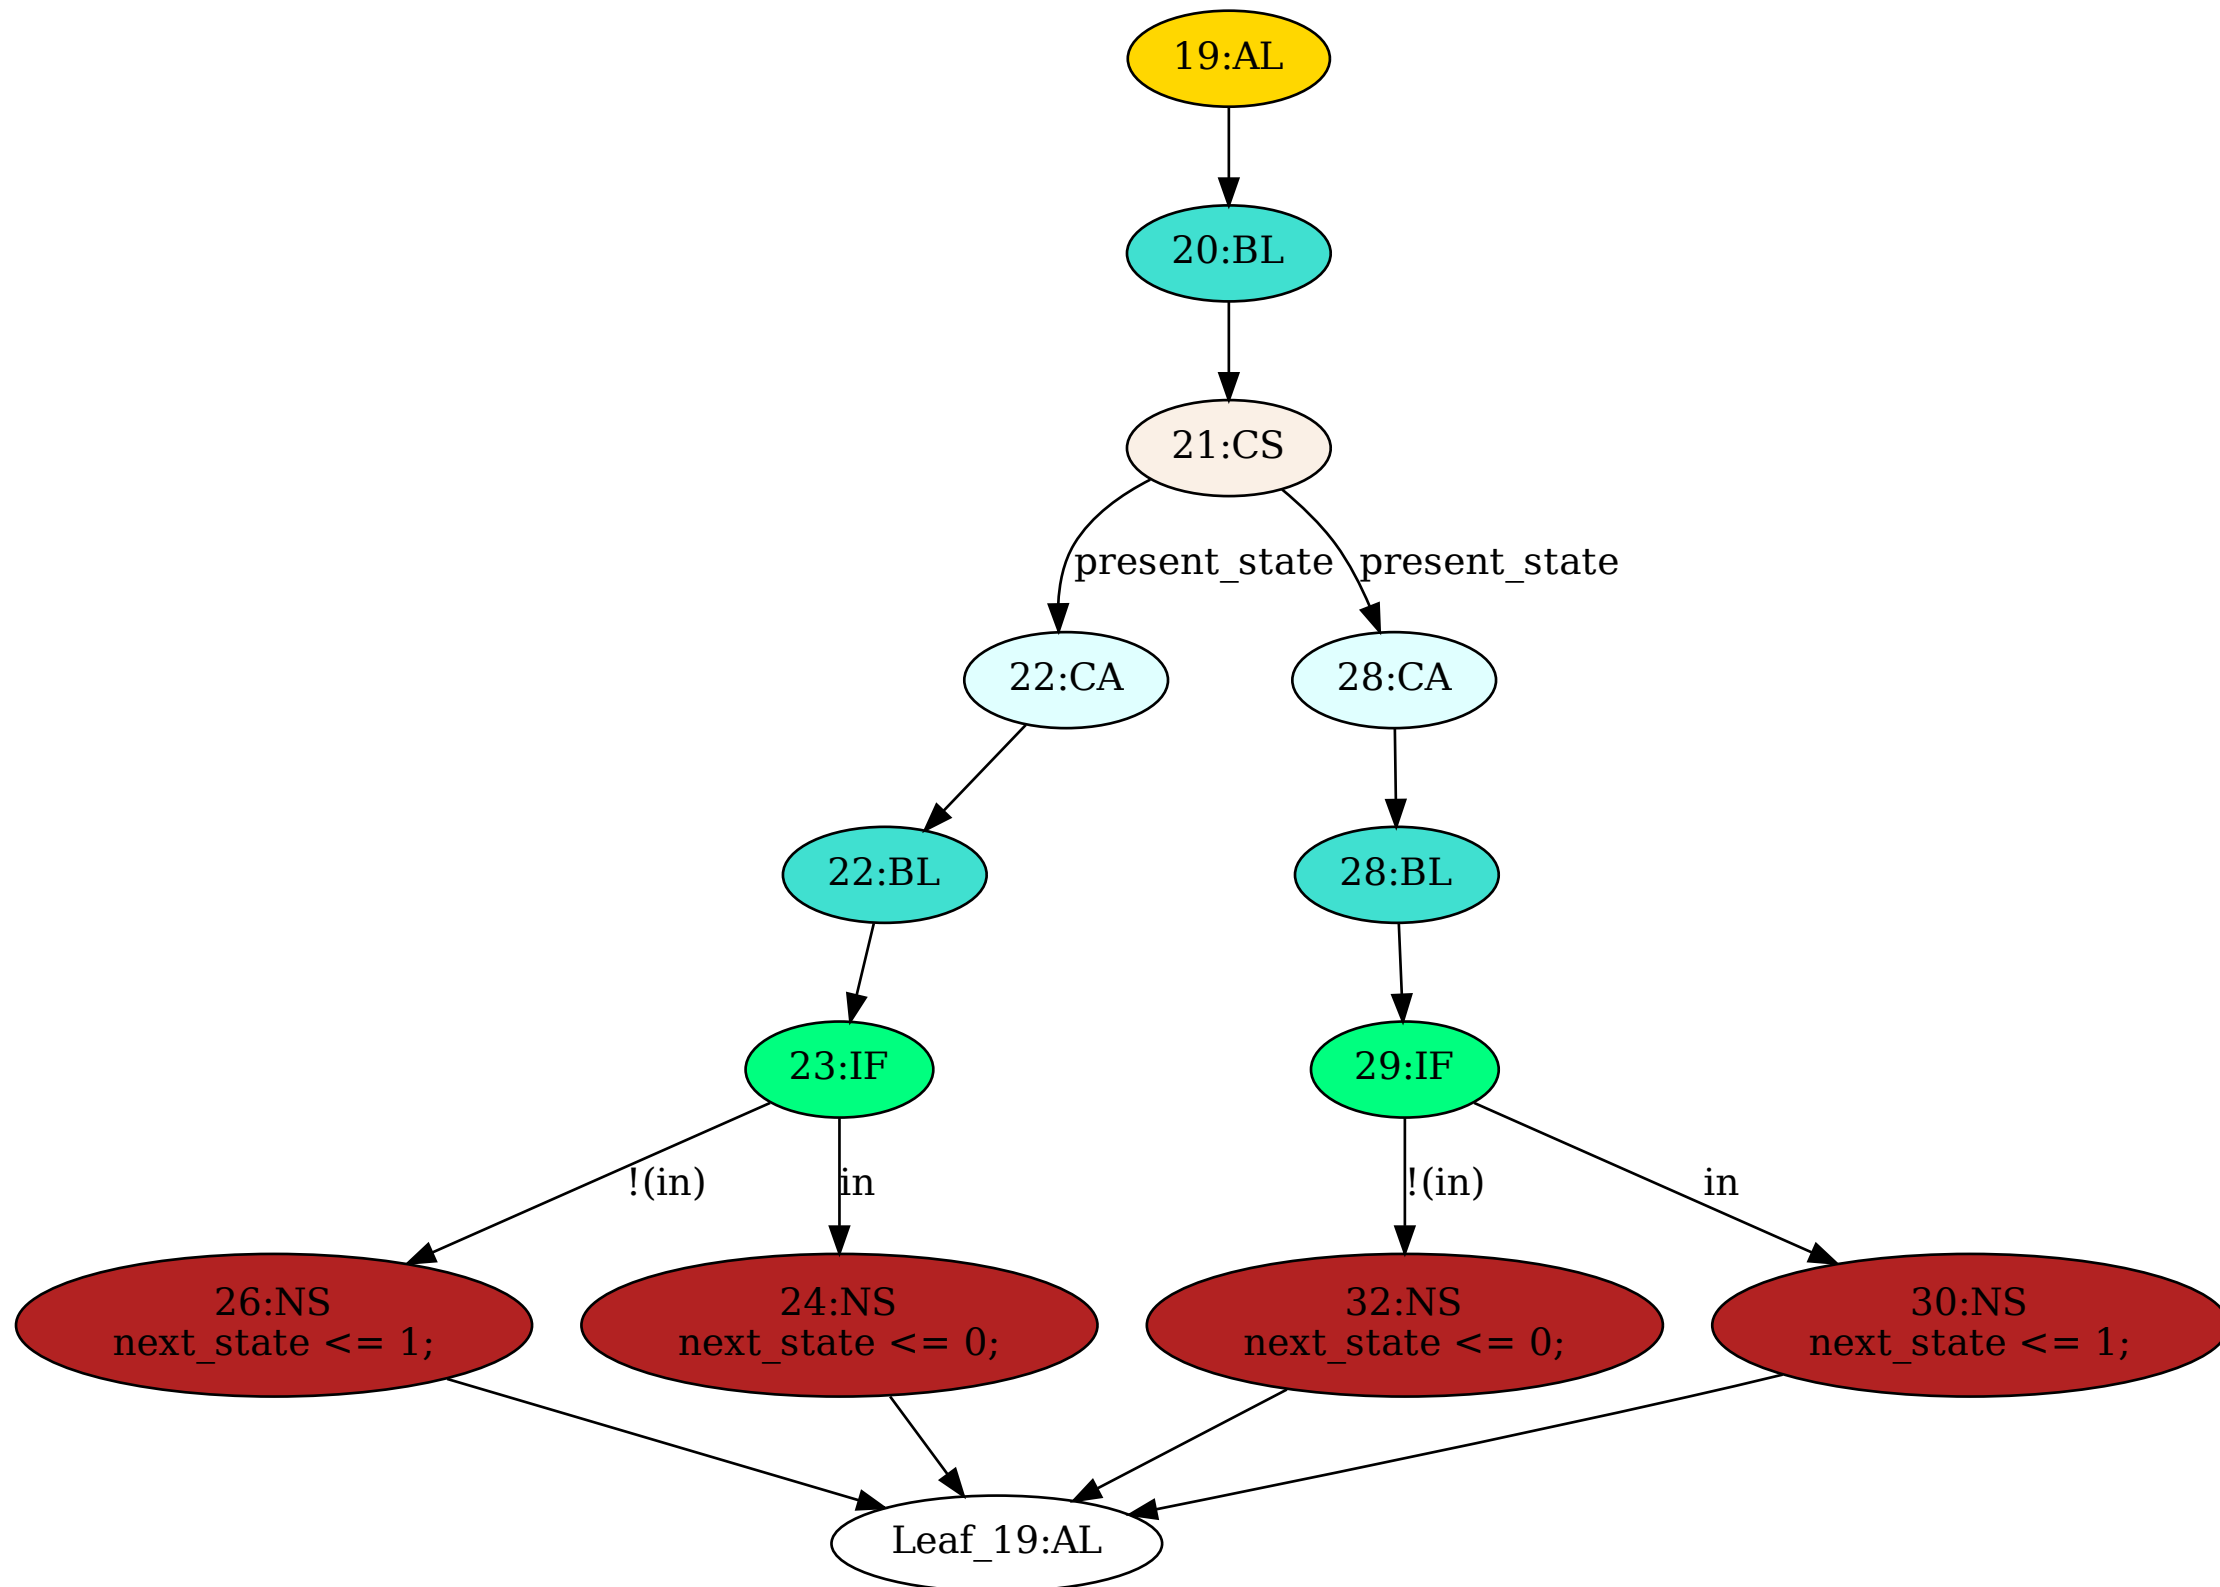 19:AL
20:BL
21:CS
present_state
present_state
22:CA
28:CA
22:BL
28:BL
23:IF
29:IF
!(in)
in
!(in)
in
26:NS
next_state <= 1;
24:NS
next_state <= 0;
32:NS
next_state <= 0;
30:NS
next_state <= 1;
Leaf_19:AL